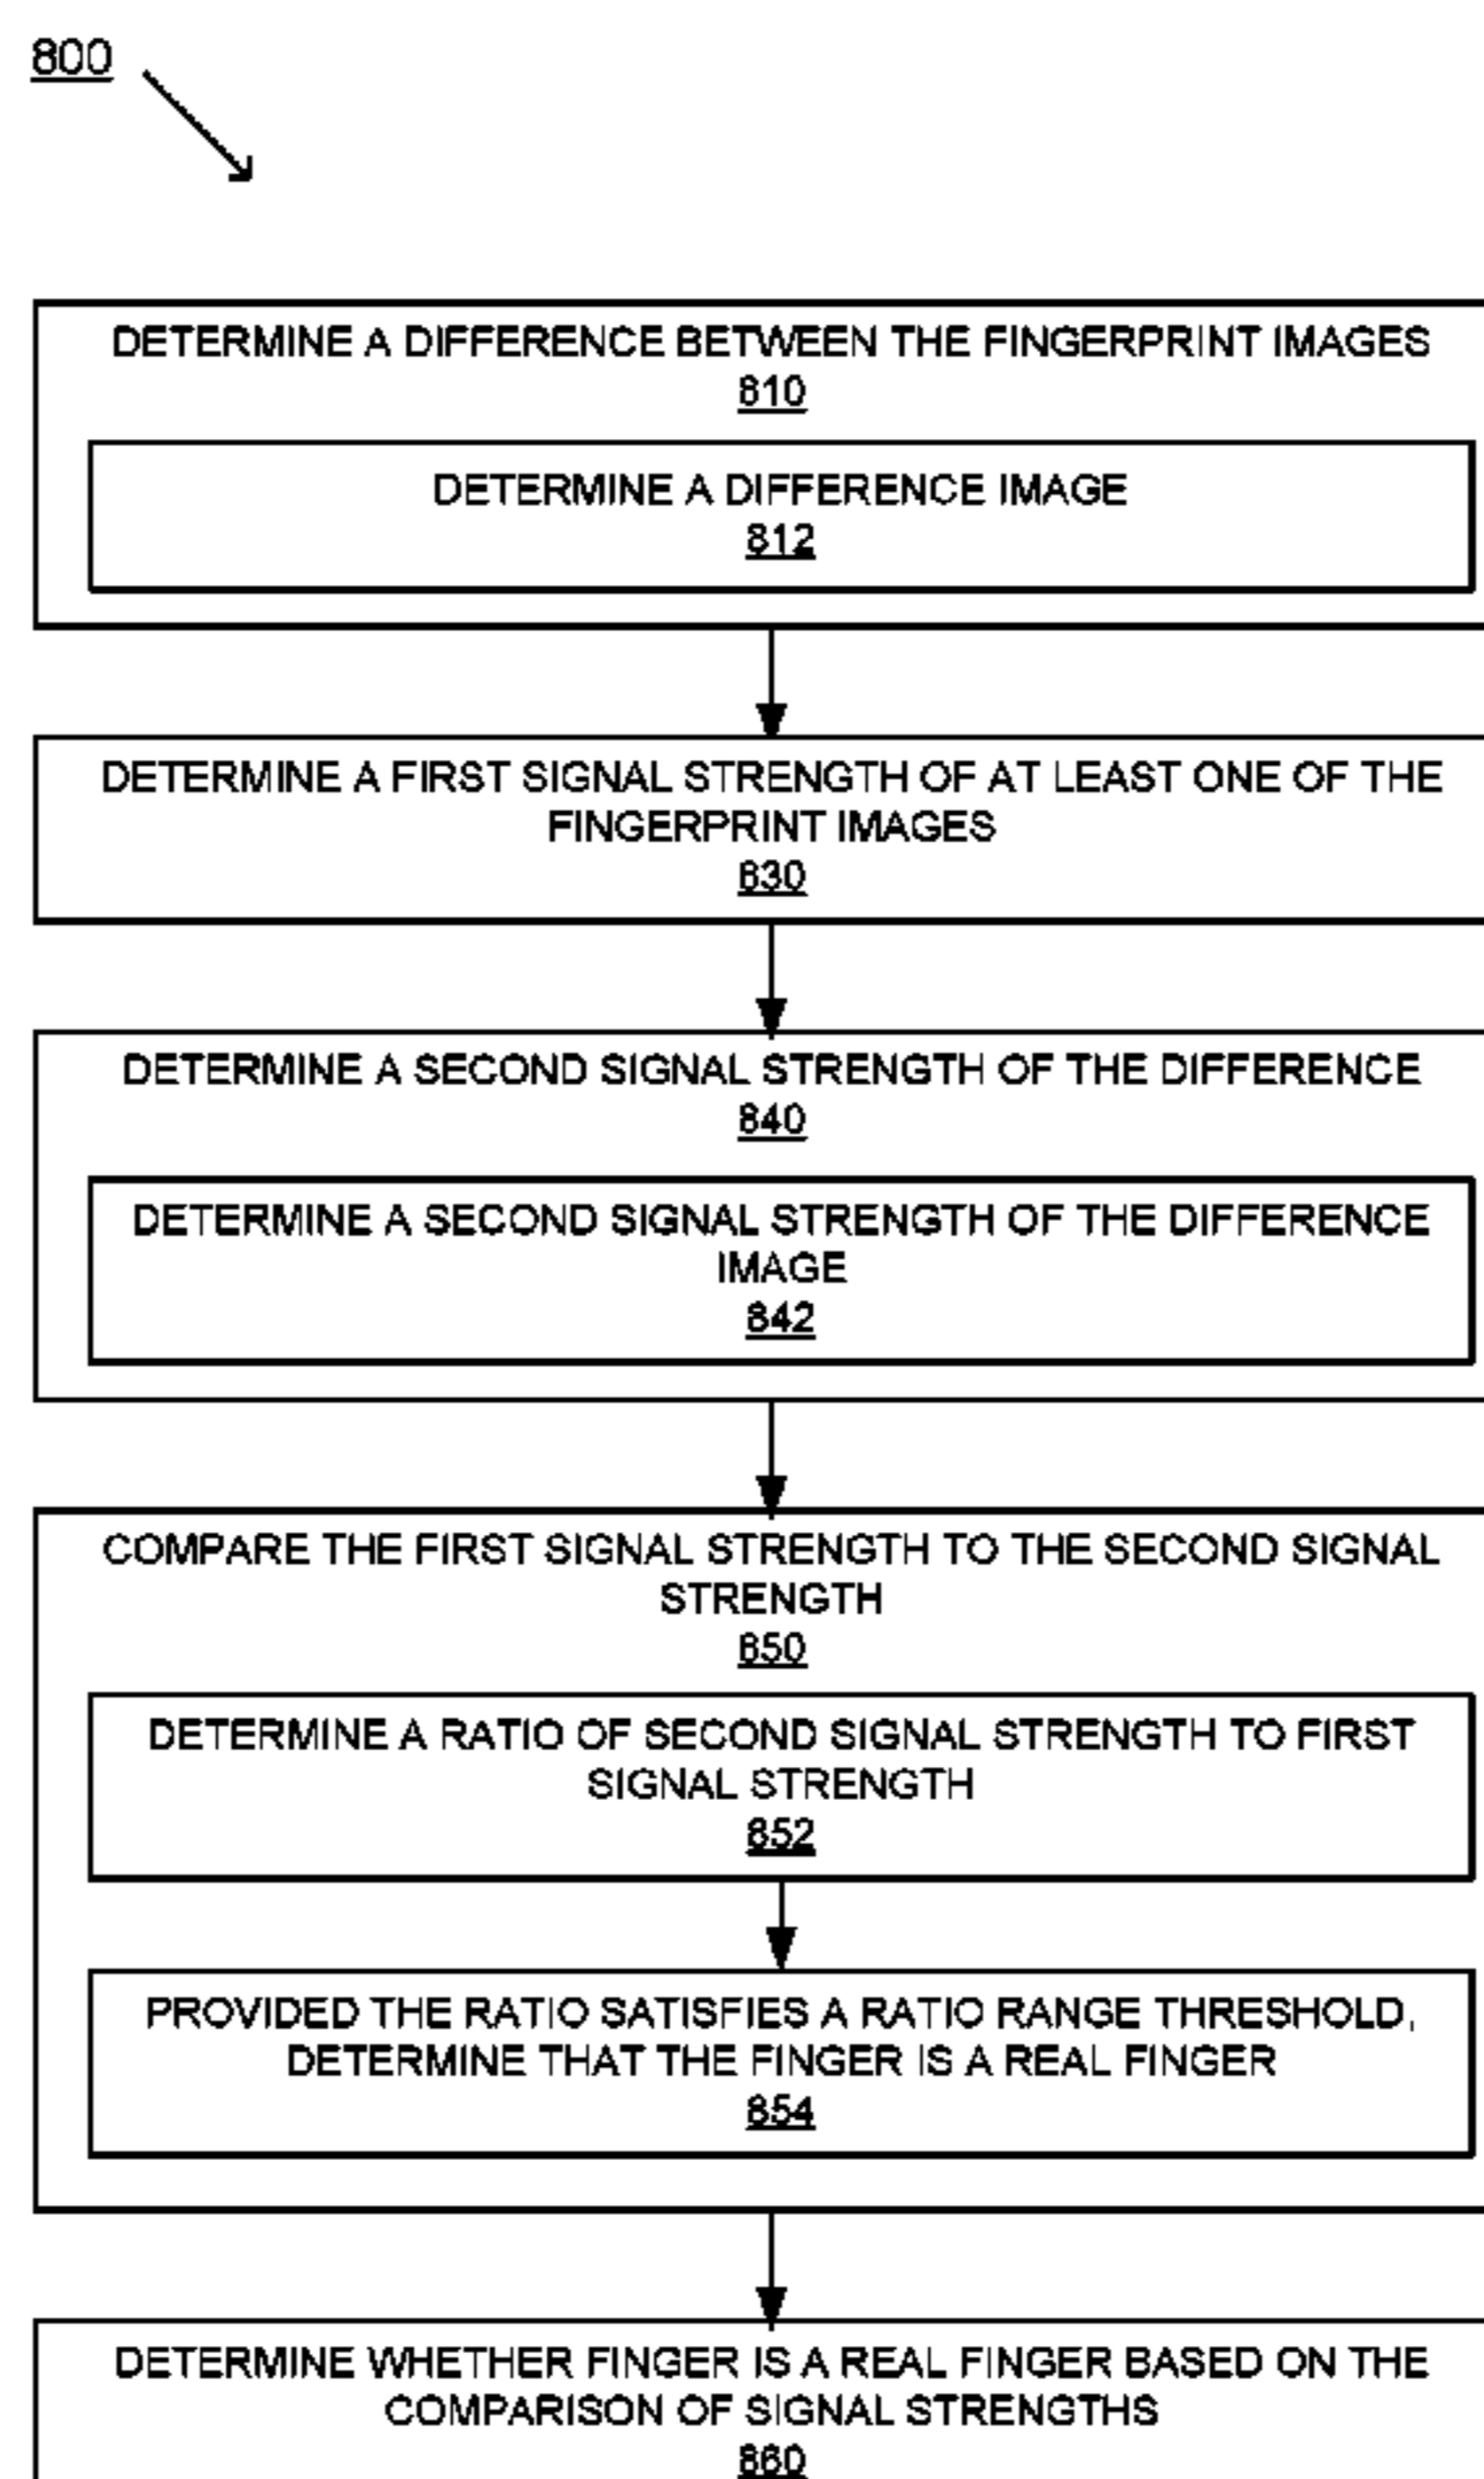 800
DETERMINE A DIFFERENCE BETWEEN THE FINGERPRINT IMAGES
810
DETERMINE A DIFFERENCE IMAGE
812
DETERMINE A FIRST SIGNAL STRENGTH OF AT LEAST ONE OF THE
FINGERPRINT IMAGES
830
DETERMINE A SECOND SIGNAL STRENGTH OF THE DIFFERENCE
840
DETERMINE A SECOND SIGNAL STRENGTH OF THE DIFFERENCE
IMAGE
842
COMPARE THE FIRST SIGNAL STRENGTH TO THE SECOND SIGNAL
STRENGTH
850
DETERMINE A RATIO OF SECOND SIGNAL STRENGTH TO FIRST
SIGNAL STRENGTH
852
PROVIDED THE RATIO SATISFIES A RATIO RANGE THRESHOLD,
DETERMINE THAT THE FINGER IS A REAL FINGER
854
DETERMINE WHETHER FINGER IS A REAL FINGER BASED ON THE
COMPARISON OF SIGNAL STRENGTHS
860